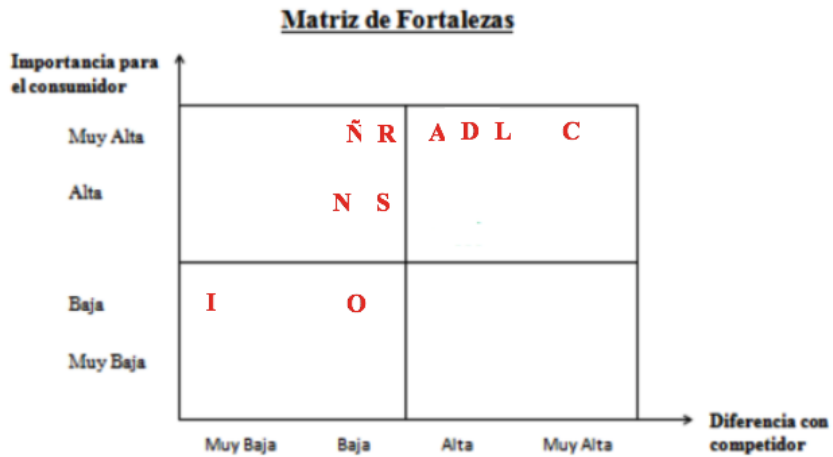 Matriz de Fortalezas
Importancia para
el consumidor
Muy Alta
Ñ R A D L C
Alta
N S
Baja
I O
Muy Baja
Muy Baja Baja Alta Muy Alta
Diferencia con
competidor